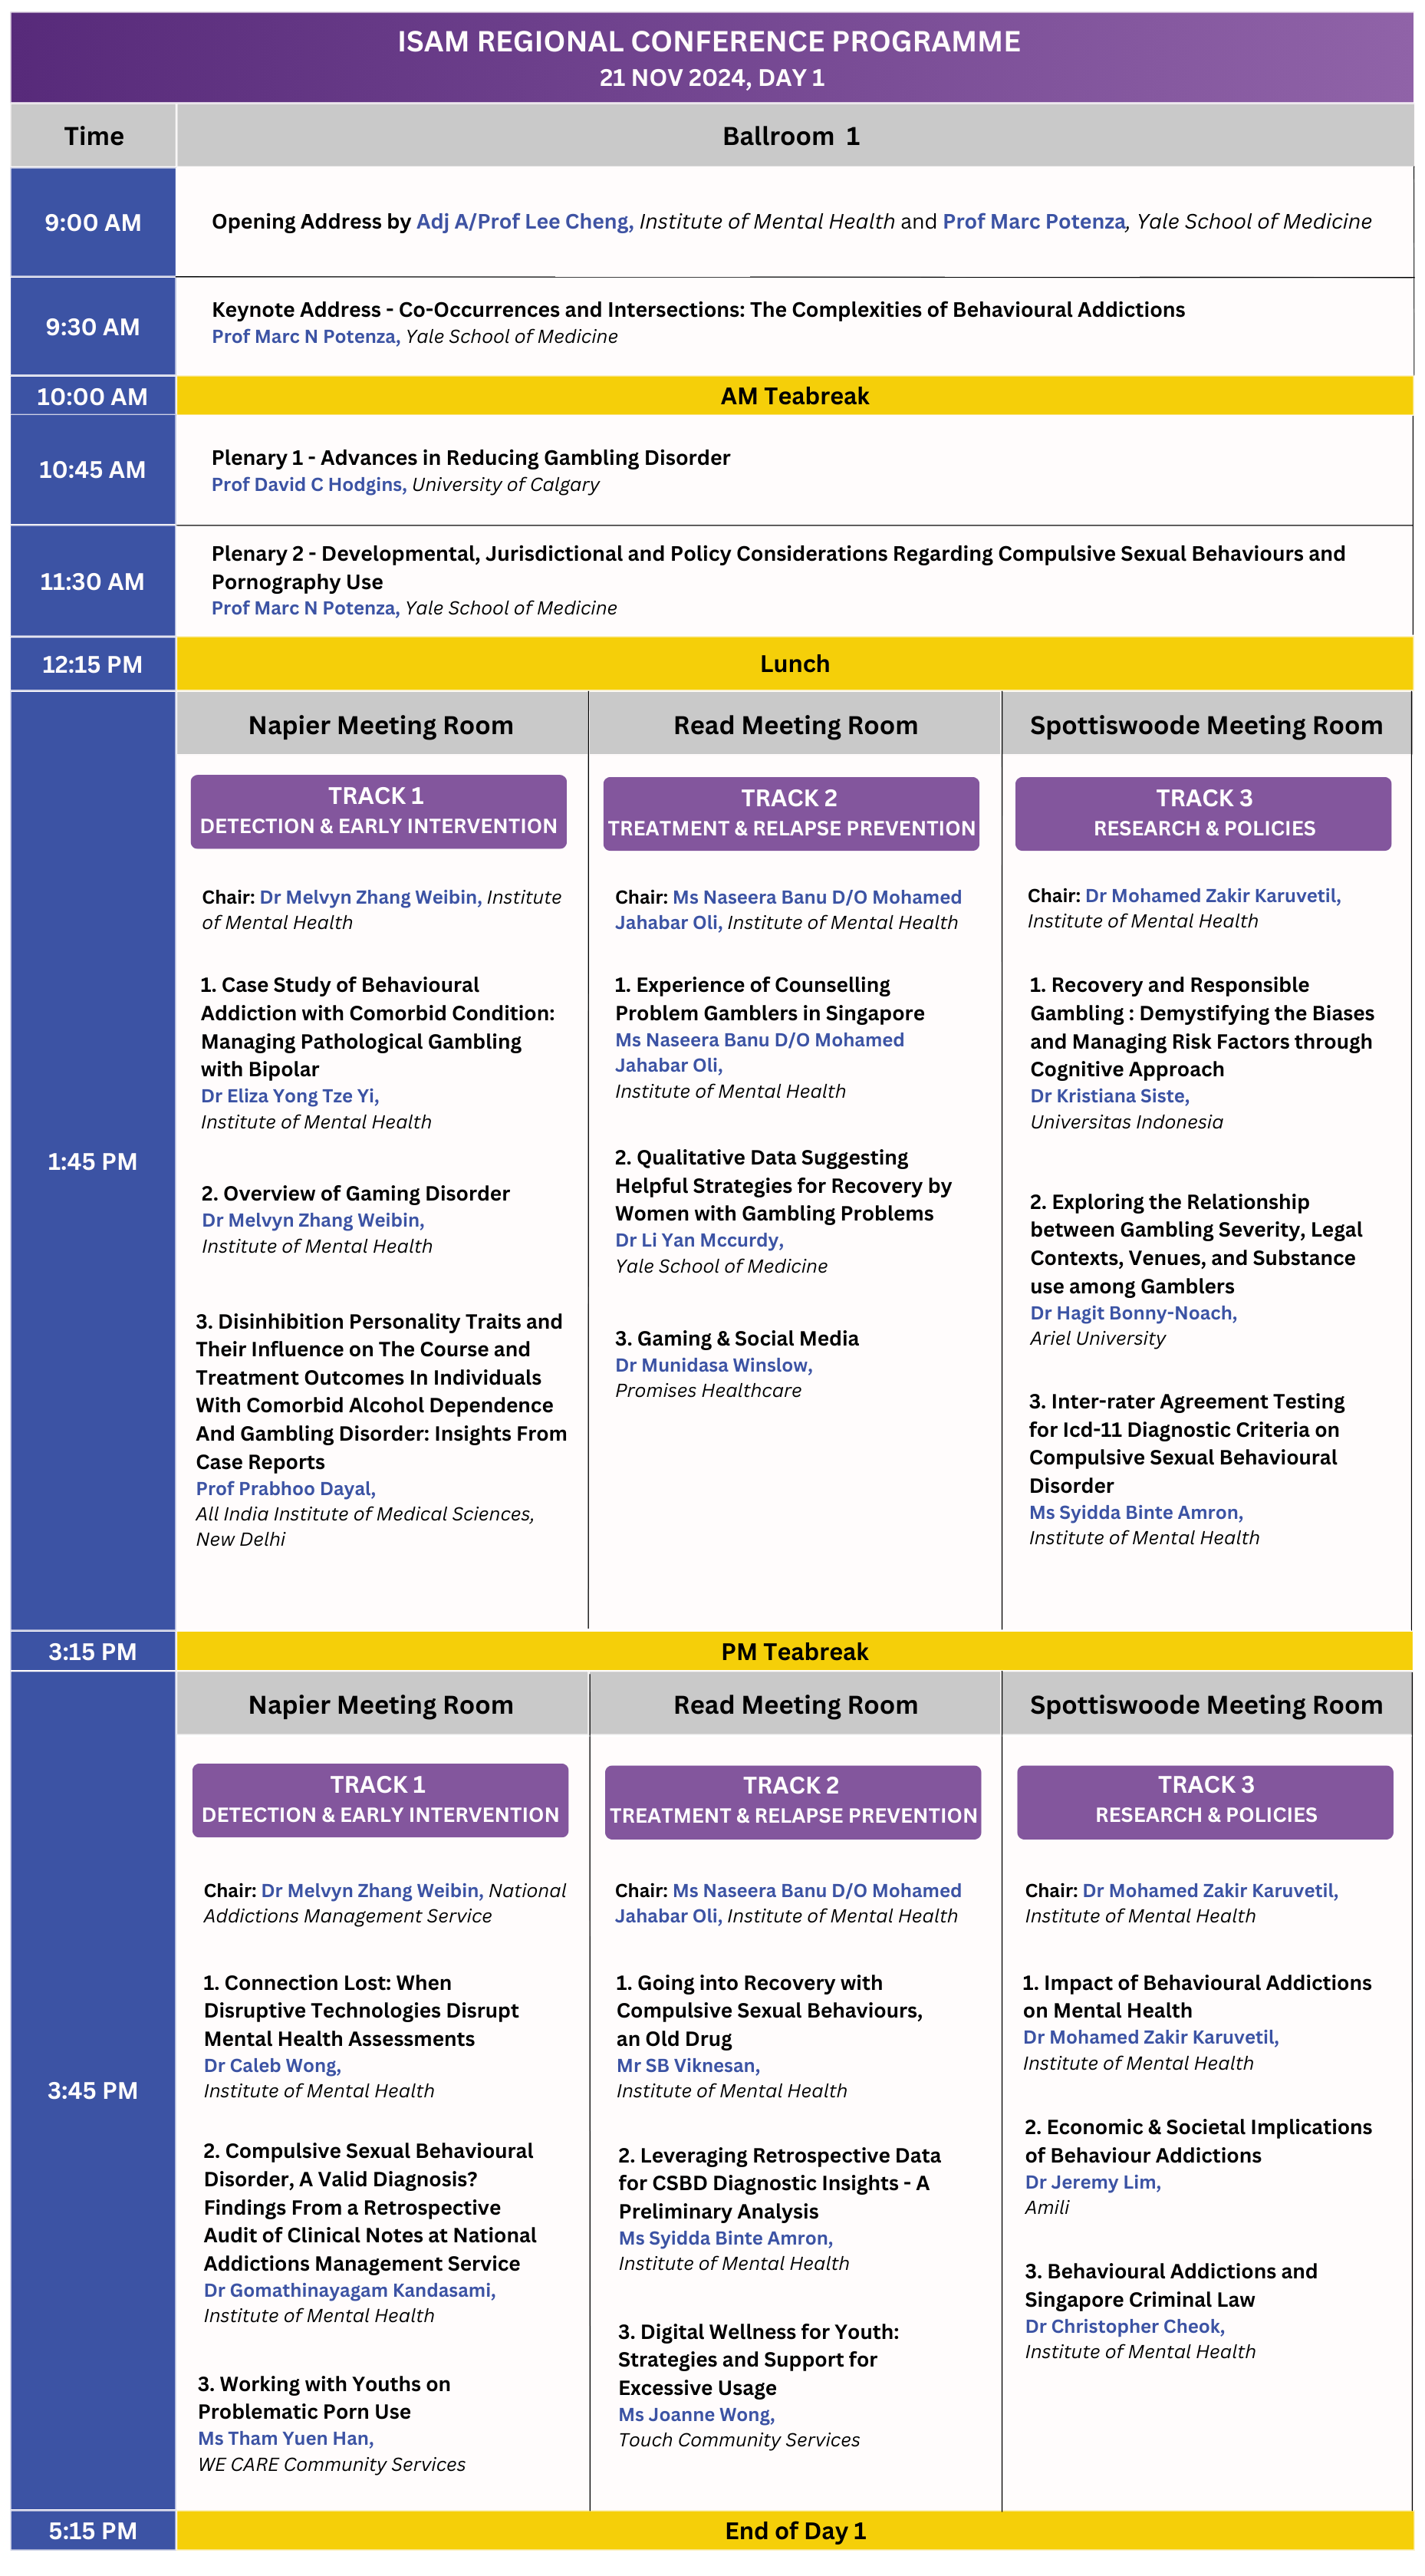 ISAM REGIONAL CONFERENCE PROGRAMME
21 NOV 2024, DAY 1
Time
Ballroom 1
9:00 AM
Opening Address by Adj A/Prof Lee Cheng, Institute of Mental Health and Prof Marc Potenza, Yale School of Medicine
9:30 AM
Keynote Address - Co-Occurrences and Intersections: The Complexities of Behavioural Addictions
Prof Marc N Potenza, Yale School of Medicine
10:00 AM
AM Teabreak
10:45 AM
Plenary 1 - Advances in Reducing Gambling Disorder
Prof David C Hodgins, University of Calgary
11:30 AM
Plenary 2 - Developmental, Jurisdictional and Policy Considerations Regarding Compulsive Sexual Behaviours and
Pornography Use
Prof Marc N Potenza, Yale School of Medicine
12:15 PM
Lunch
1:45 PM
Napier Meeting Room
TRACK 1
DETECTION & EARLY INTERVENTION
Chair: Dr Melvyn Zhang Weibin, Institute
of Mental Health
1. Case Study of Behavioural
Addiction with Comorbid Condition:
Managing Pathological Gambling
with Bipolar
Dr Eliza Yong Tze Yi,
Institute of Mental Health
2. Overview of Gaming Disorder
Dr Melvyn Zhang Weibin,
Institute of Mental Health
3. Disinhibition Personality Traits and
Their Influence on The Course and
Treatment Outcomes In Individuals
With Comorbid Alcohol Dependence
And Gambling Disorder: Insights From
Case Reports
Prof Prabhoo Dayal,
All India Institute of Medical Sciences,
New Delhi
Read Meeting Room
TRACK 2
TREATMENT & RELAPSE PREVENTION
Chair: Ms Naseera Banu D/O Mohamed
Jahabar Oli, Institute of Mental Health
1. Experience of Counselling
Problem Gamblers in Singapore
Ms Naseera Banu D/O Mohamed
Jahabar Oli,
Institute of Mental Health
2. Qualitative Data Suggesting
Helpful Strategies for Recovery by
Women with Gambling Problems
Dr Li Yan Mccurdy,
Yale School of Medicine
3. Gaming & Social Media
Dr Munidasa Winslow,
Promises Healthcare
Spottiswoode Meeting Room
TRACK 3
RESEARCH & POLICIES
Chair: Dr Mohamed Zakir Karuvetil,
Institute of Mental Health
1. Recovery and Responsible
Gambling : Demystifying the Biases
and Managing Risk Factors through
Cognitive Approach
Dr Kristiana Siste,
Universitas Indonesia
2. Exploring the Relationship
between Gambling Severity, Legal
Contexts, Venues, and Substance
use among Gamblers
Dr Hagit Bonny-Noach,
Ariel University
3. Inter-rater Agreement Testing
for Icd-11 Diagnostic Criteria on
Compulsive Sexual Behavioural
Disorder
Ms Syidda Binte Amron,
Institute of Mental Health
3:15 PM
PM Teabreak
3:45 PM
Napier Meeting Room
TRACK 1
DETECTION & EARLY INTERVENTION
Chair: Dr Melvyn Zhang Weibin, National
Addictions Management Service
1. Connection Lost: When
Disruptive Technologies Disrupt
Mental Health Assessments
Dr Caleb Wong,
Institute of Mental Health
2. Compulsive Sexual Behavioural
Disorder, A Valid Diagnosis?
Findings From a Retrospective
Audit of Clinical Notes at National
Addictions Management Service
Dr Gomathinayagam Kandasami,
Institute of Mental Health
3. Working with Youths on
Problematic Porn Use
Ms Tham Yuen Han,
WE CARE Community Services
Read Meeting Room
TRACK 2
TREATMENT & RELAPSE PREVENTION
Chair: Ms Naseera Banu D/O Mohamed
Jahabar Oli, Institute of Mental Health
1. Going into Recovery with
Compulsive Sexual Behaviours,
an Old Drug
Mr SB Viknesan,
Institute of Mental Health
2. Leveraging Retrospective Data
for CSBD Diagnostic Insights - A
Preliminary Analysis
Ms Syidda Binte Amron,
Institute of Mental Health
3. Digital Wellness for Youth:
Strategies and Support for
Excessive Usage
Ms Joanne Wong,
Touch Community Services
Spottiswoode Meeting Room
TRACK 3
RESEARCH & POLICIES
Chair: Dr Mohamed Zakir Karuvetil,
Institute of Mental Health
1. Impact of Behavioural Addictions
on Mental Health
Dr Mohamed Zakir Karuvetil,
Institute of Mental Health
2. Economic & Societal Implications
of Behaviour Addictions
Dr Jeremy Lim,
Amili
3. Behavioural Addictions and
Singapore Criminal Law
Dr Christopher Cheok,
Institute of Mental Health
5:15 PM
End of Day 1